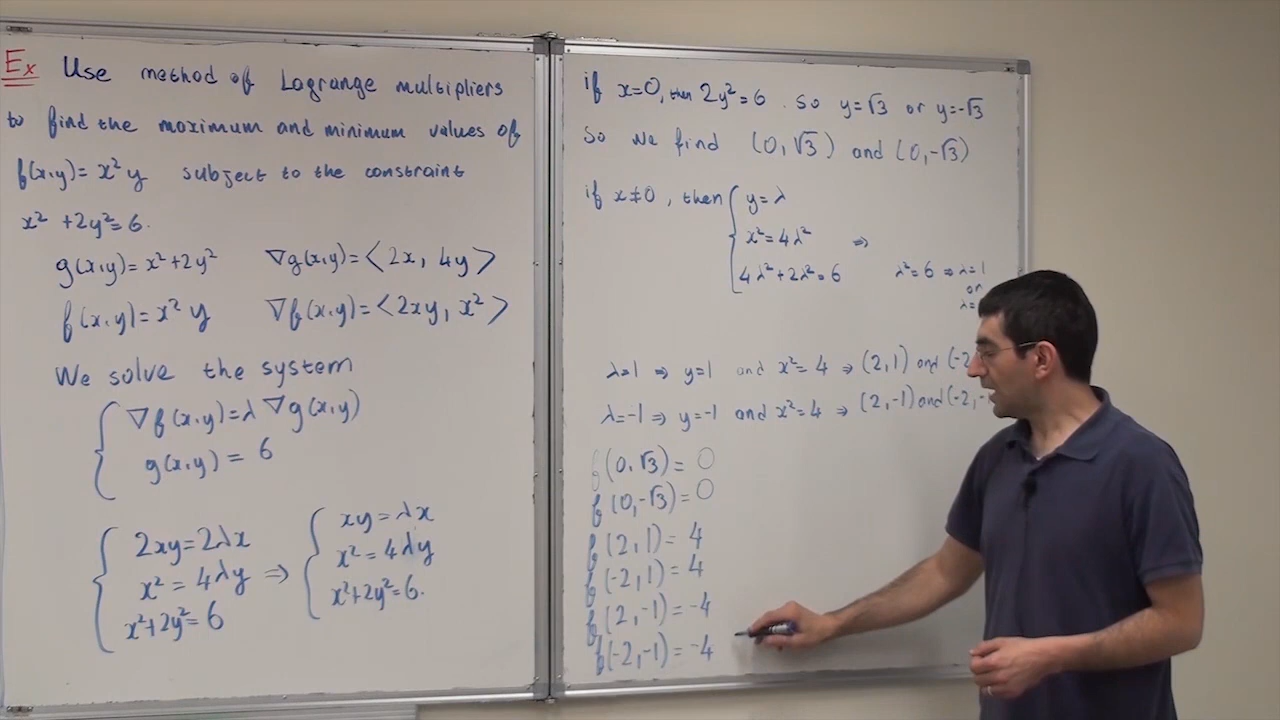 Ex Use method of Lagrange multipliers
to find the maximum and minimum values of
f(x,y)=x²y subject to the constraint
x²+2y²=6.
g(x,y)=x²+2y² ∇g(x,y)=<2x, 4y>
f(x,y)=x²y ∇f(x,y)=<2xy, x²>
We solve the system
{ ∇f(x,y)=λ∇g(x,y)
g(x,y)=6
{ 2xy=2λx
x²=4λy
x²+2y²=6
⇒ { xy=λx
x²=4λy
x²+2y²=6.
if x=0, then 2y²=6. so y=√3 or y=-√3
So we find (0,√3) and (0,-√3)
if x≠0, then { y=λ
x²=4λ² ⇒
4λ²+2λ²=6 λ²=6 ⇒ λ=1
or
λ=
λ=1 ⇒ y=1 and x²=4 ⇒ (2,1) and (-2
λ=-1 ⇒ y=-1 and x²=4 ⇒ (2,-1) and (-2,-
f(0,√3)=0
f(0,-√3)=0
f(2,1)=4
f(-2,1)=4
f(2,-1)=-4
f(-2,-1)=-4